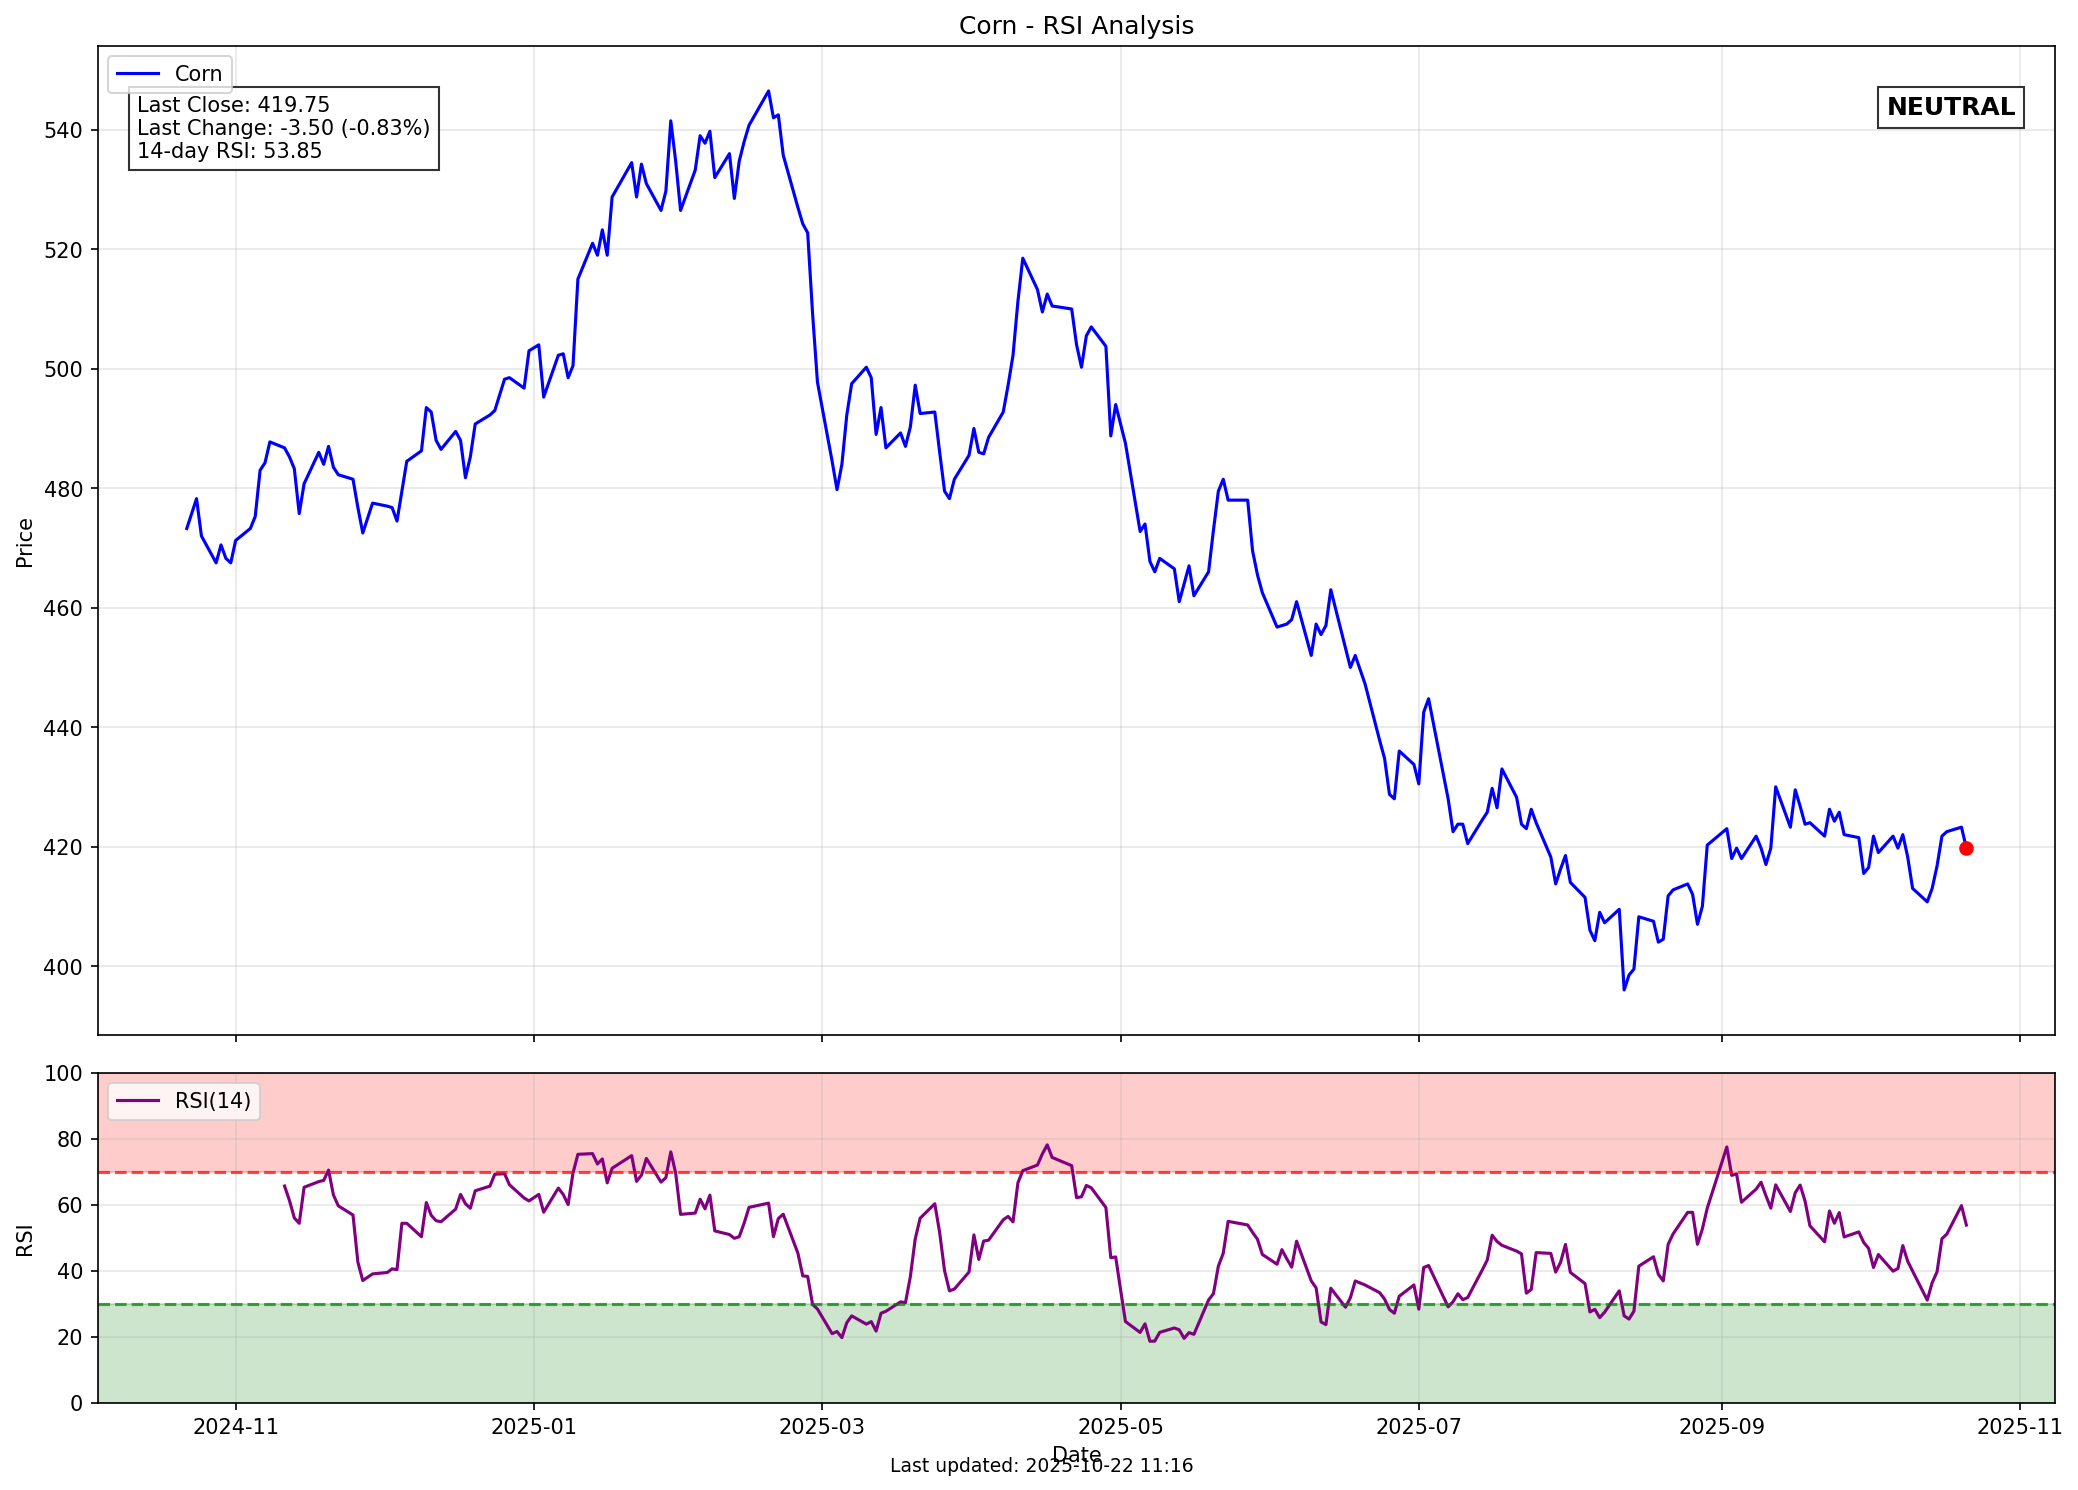 Corn - RSI Analysis
Corn
Last Close: 419.75
Last Change: -3.50 (-0.83%)
14-day RSI: 53.85
NEUTRAL
540
520
500
480
460
440
420
400
Price
RSI(14)
100
80
60
40
20
0
RSI
2024-11
2025-01
2025-03
2025-05
2025-07
2025-09
2025-11
Date
Last updated: 2025-10-22 11:16